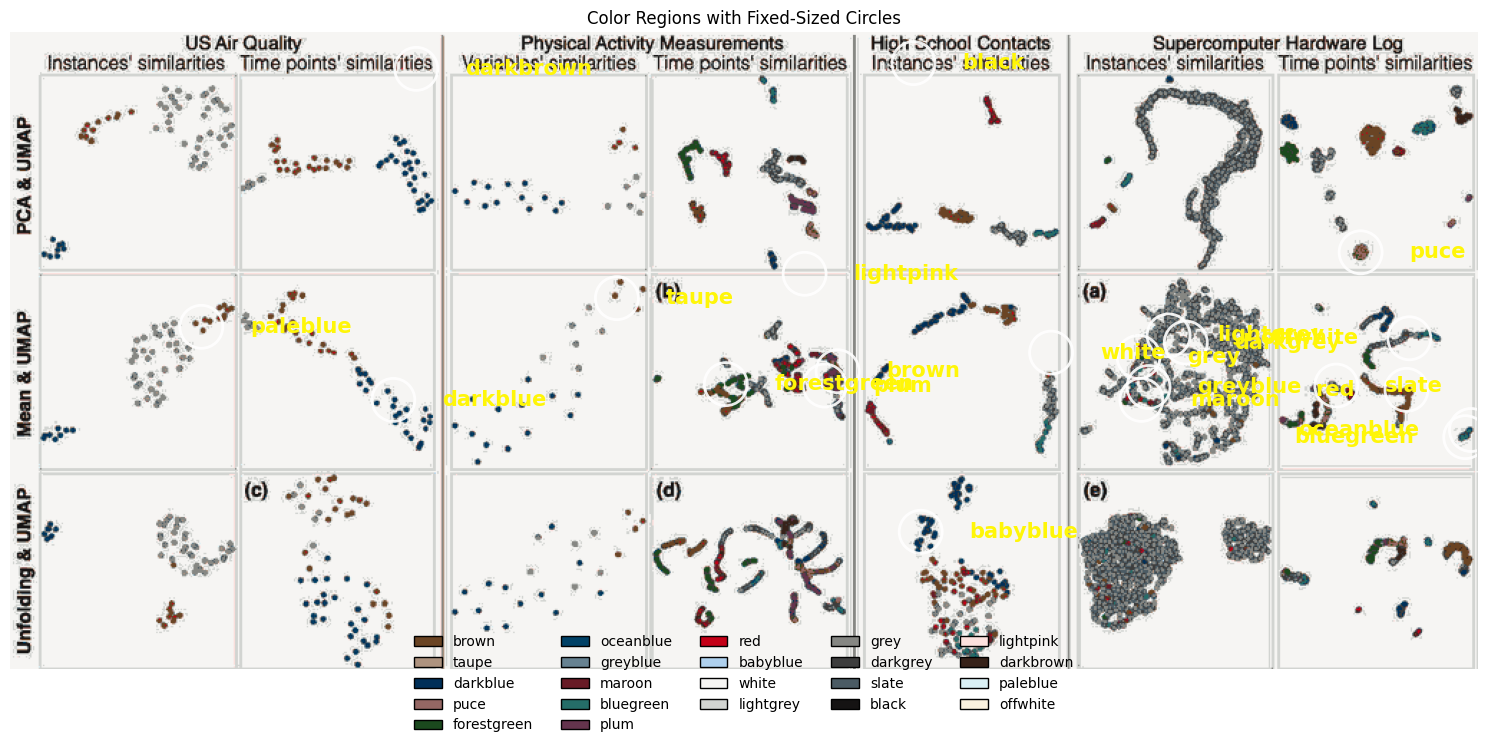 Color Regions with Fixed-Sized Circles
US Air Quality
Physical Activity Measurements
High School Contacts
Supercomputer Hardware Log
Instances' similarities
Time points' similarities
Variables' similarities
Time points' similarities
Instances' similarities
Instances' similarities
Time points' similarities
darkbrown
black
PCA & UMAP
puce
lightpink
Mean & UMAP
(b)
(a)
taupe
paleblue
lightgrey
offwhite
darkgrey
white
grey
brown
plum
forestgreen
darkblue
greyblue
maroon
red
slate
oceanblue
bluegreen
Unfolding & UMAP
(c)
(d)
(e)
babyblue
brown
taupe
darkblue
puce
forestgreen
oceanblue
greyblue
maroon
bluegreen
plum
red
babyblue
white
lightgrey
grey
darkgrey
slate
black
lightpink
darkbrown
paleblue
offwhite